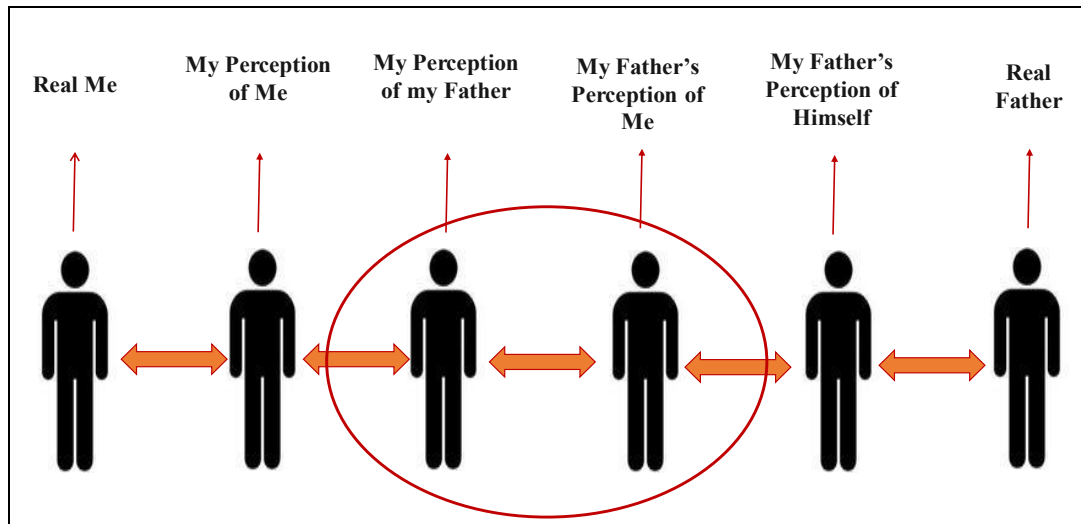 Real Me
My Perception
of Me
My Perception
of my Father
My Father’s
Perception of
Me
My Father’s
Perception of
Himself
Real
Father